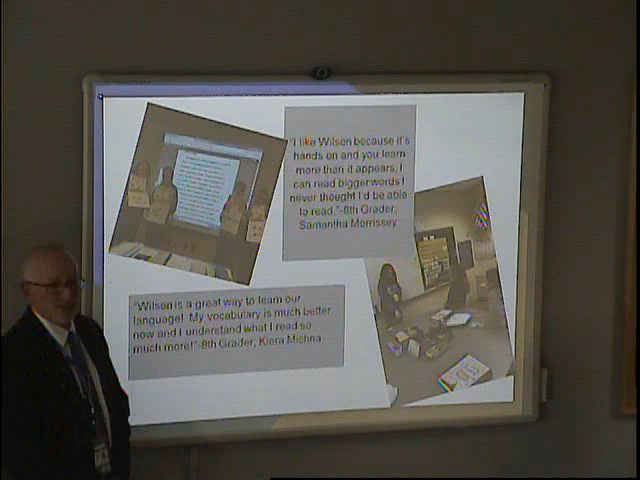 "I like Wilson because it's
hands on and you learn
more than it appears, I
can read bigger words I
never thought I'd be able
to read."-8th Grader,
Samantha Morrissey
"Wilson is a great way to learn our
language! My vocabulary is much better
now and I understand what I read so
much more!"-8th Grader, Kiera Michna